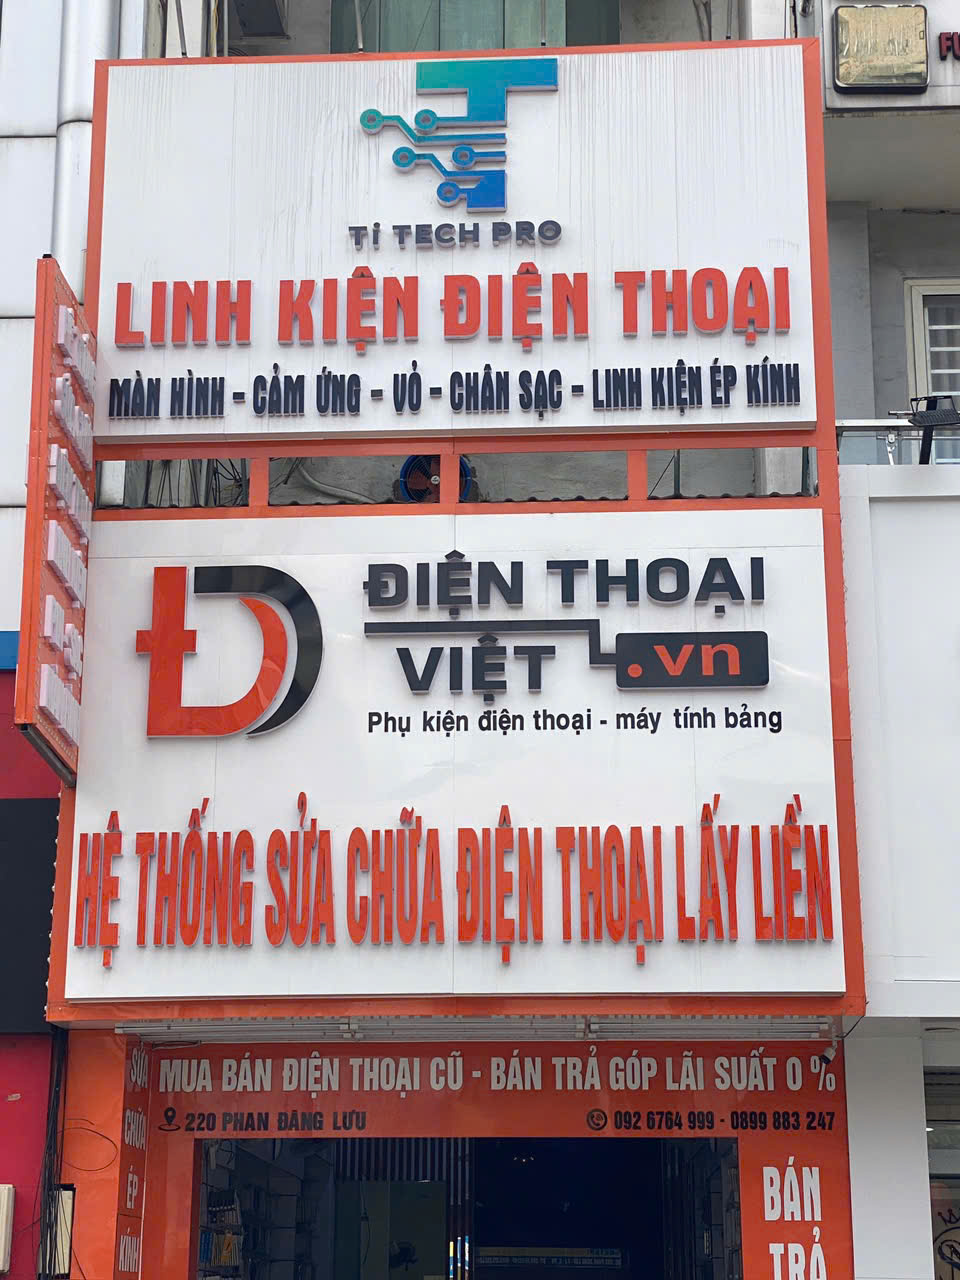 Ti TECH PRO
LINH KIỆN ĐIỆN THOẠI
MÀN HÌNH - CẢM ỨNG - VỎ - CHÂN SẠC - LINH KIỆN ÉP KÍNH
ĐIỆN THOẠI
VIỆT .vn
Phụ kiện điện thoại - máy tính bảng
HỆ THỐNG SỬA CHỮA ĐIỆN THOẠI LẤY LIỀN
MUA BÁN ĐIỆN THOẠI CŨ - BÁN TRẢ GÓP LÃI SUẤT 0 %
220 PHAN ĐĂNG LƯU
092 6764 999 - 0899 883 247
SỬA
CHỮA
ÉP
KÍNH
BÁN
TRẢ